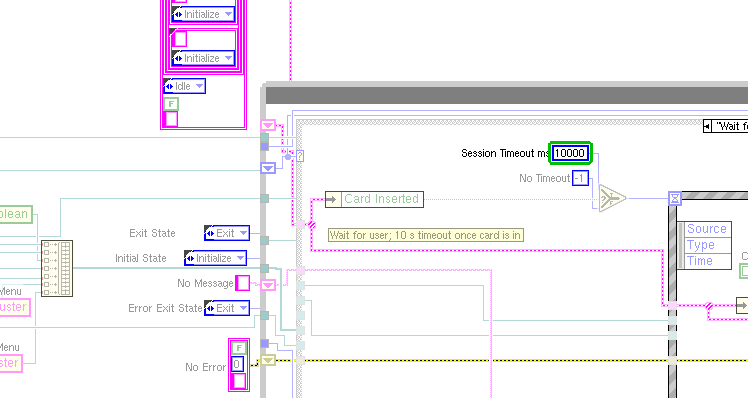 Initialize
Initialize
Idle
F
"Wait fo
Session Timeout ms
10000
No Timeout
-1
Card Inserted
olean
Exit State
Exit
Wait for user; 10 s timeout once card is in
Source
Type
Time
Initial State
Initialize
No Message
Menu
uster
Error Exit State
Exit
Menu
ster
No Error
F
0